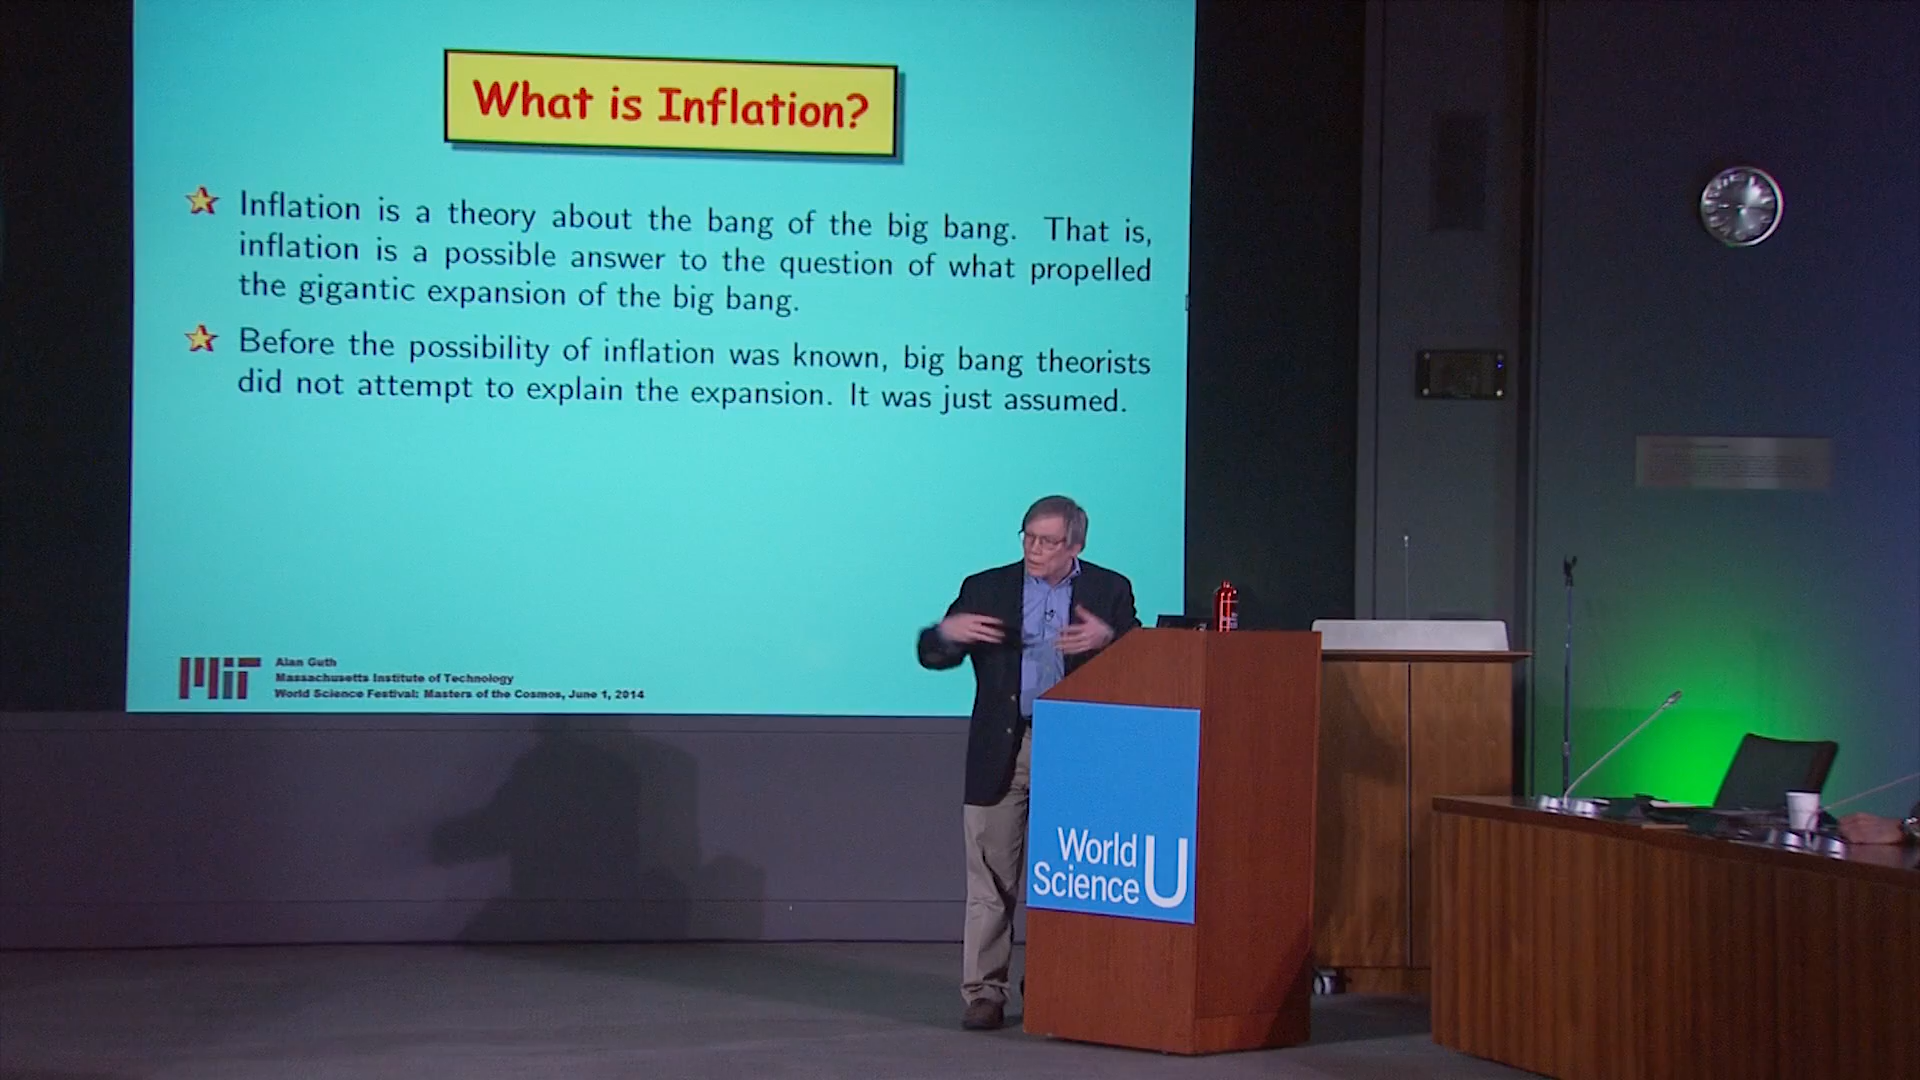 What is Inflation?
Inflation is a theory about the bang of the big bang. That is,
inflation is a possible answer to the question of what propelled
the gigantic expansion of the big bang.
Before the possibility of inflation was known, big bang theorists
did not attempt to explain the expansion. It was just assumed.
MIT
Alan Guth
Massachusetts Institute of Technology
World Science Festival: Masters of the Cosmos, June 1, 2014
World
Science U